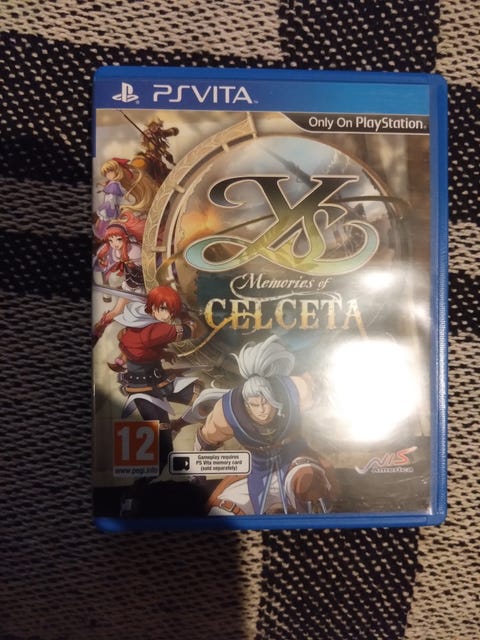 PSVITA™
Only On PlayStation®
Ys
Memories of
CELCETA
12
www.pegi.info
Gameplay requires
PS Vita memory card
(sold separately)
NIS
America